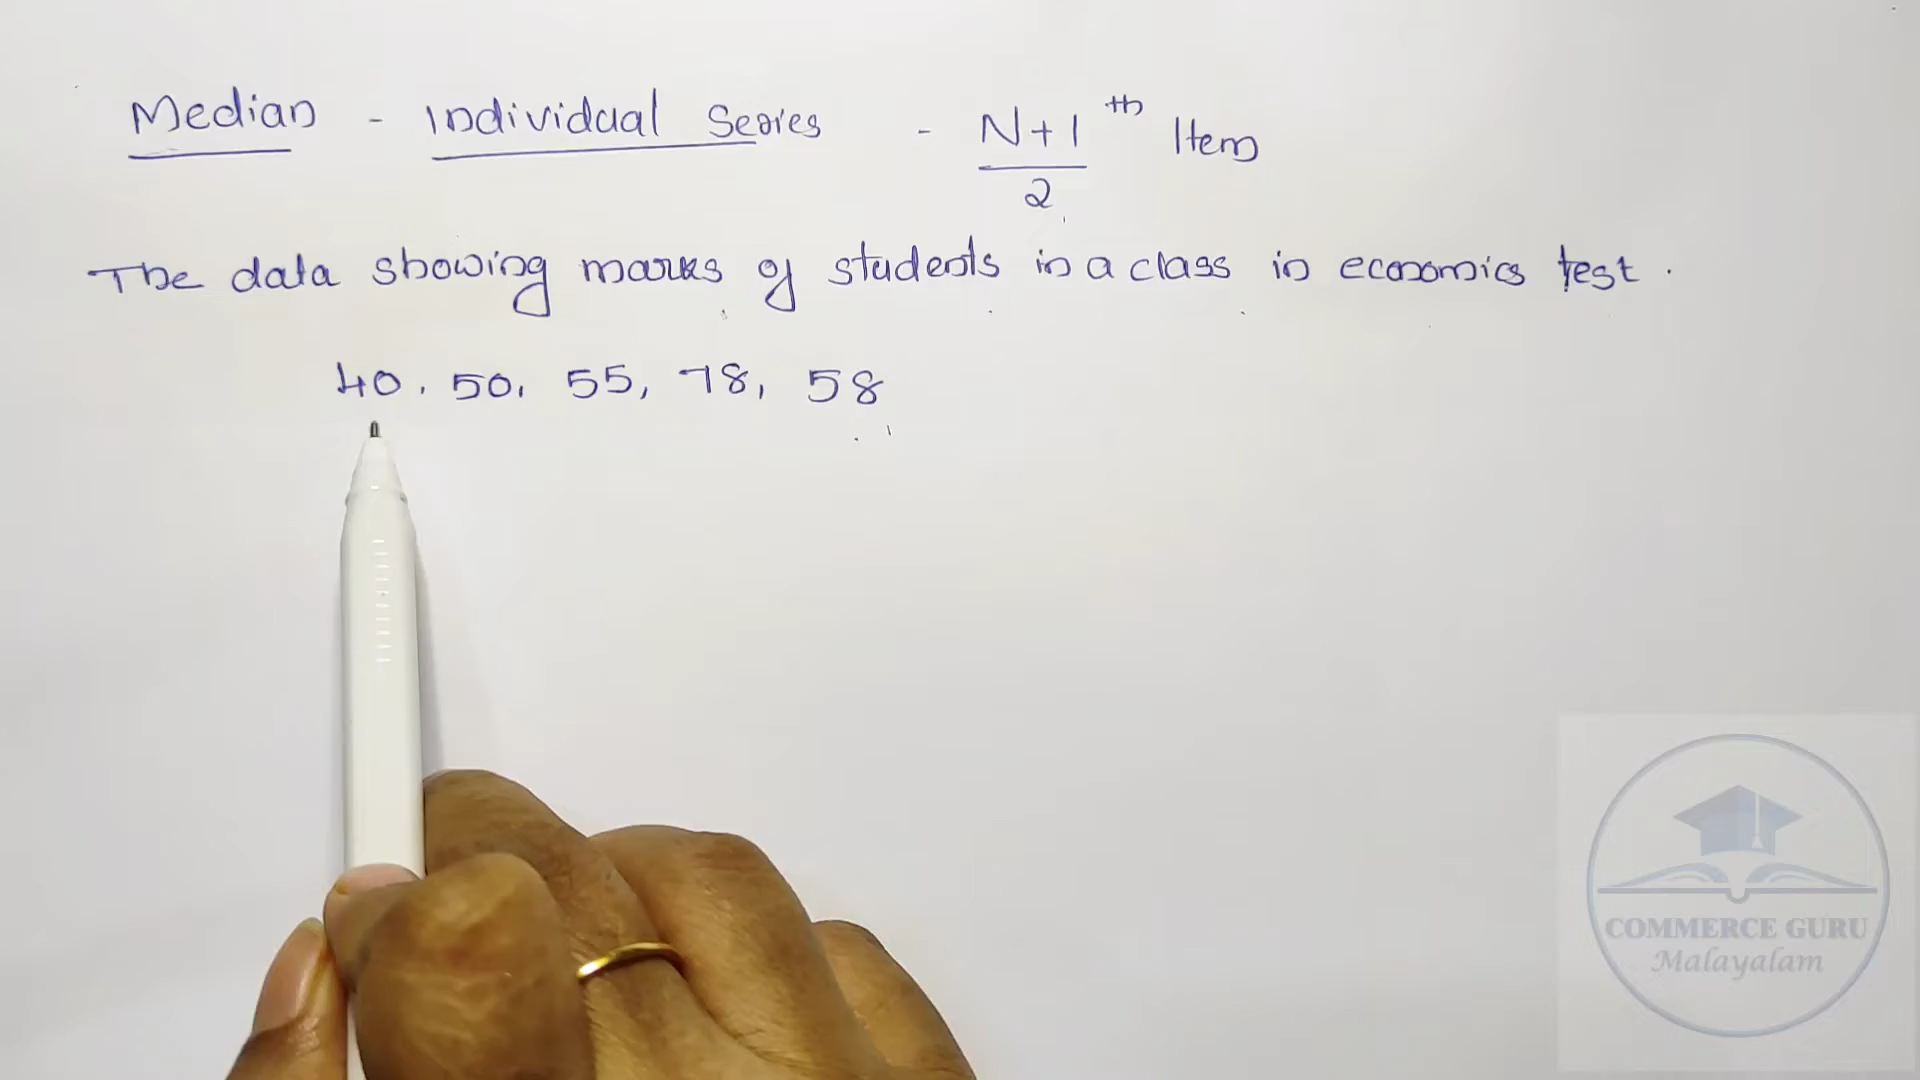 Median - Individual Series - N+1/2 th Item
The data showing marks of students in a class in economics test.
40, 50, 55, 78, 58
COMMERCE GURU
Malayalam